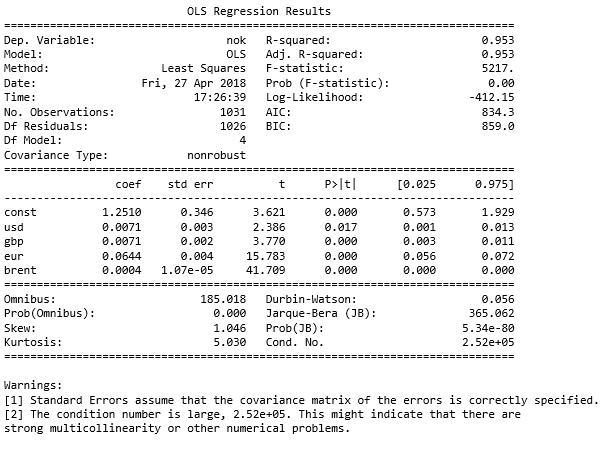 OLS Regression Results
==============================================================================
Dep. Variable:                    nok   R-squared:                       0.953
Model:                            OLS   Adj. R-squared:                  0.953
Method:                 Least Squares   F-statistic:                     5217.
Date:                Fri, 27 Apr 2018   Prob (F-statistic):               0.00
Time:                        17:26:39   Log-Likelihood:                -412.15
No. Observations:                1031   AIC:                             834.3
Df Residuals:                    1026   BIC:                             859.0
Df Model:                           4
Covariance Type:            nonrobust
==============================================================================
                 coef    std err          t      P>|t|      [0.025      0.975]
------------------------------------------------------------------------------
const          1.2510      0.346      3.621      0.000       0.573       1.929
usd            0.0071      0.003      2.386      0.017       0.001       0.013
gbp            0.0071      0.002      3.770      0.000       0.003       0.011
eur            0.0644      0.004     15.783      0.000       0.056       0.072
brent          0.0004   1.07e-05     41.709      0.000       0.000       0.000
==============================================================================
Omnibus:                      185.018   Durbin-Watson:                   0.056
Prob(Omnibus):                  0.000   Jarque-Bera (JB):              365.062
Skew:                           1.046   Prob(JB):                     5.34e-80
Kurtosis:                       5.030   Cond. No.                     2.52e+05
==============================================================================
Warnings:
[1] Standard Errors assume that the covariance matrix of the errors is correctly specified.
[2] The condition number is large, 2.52e+05. This might indicate that there are
strong multicollinearity or other numerical problems.